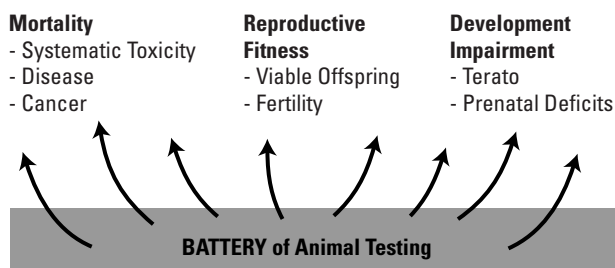 Mortality
- Systematic Toxicity
- Disease
- Cancer
Reproductive
Fitness
- Viable Offspring
- Fertility
Development
Impairment
- Terato
- Prenatal Deficits
BATTERY of Animal Testing